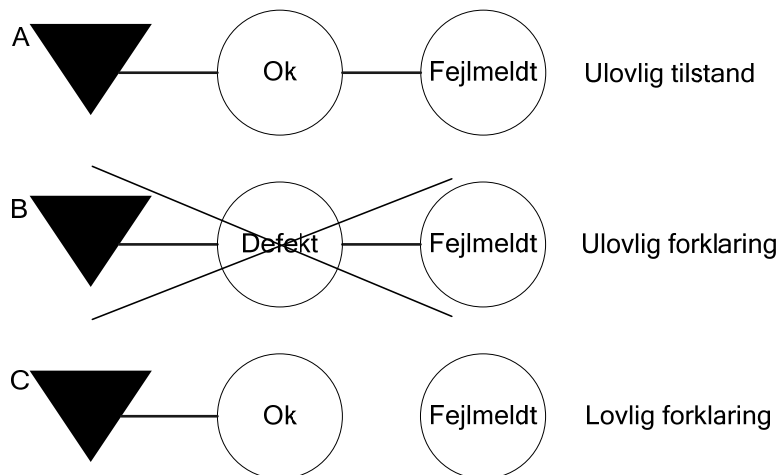 A Ok Fejlmeldt Ulovlig tilstand
B Defekt Fejlmeldt Ulovlig forklaring
C Ok Fejlmeldt Lovlig forklaring